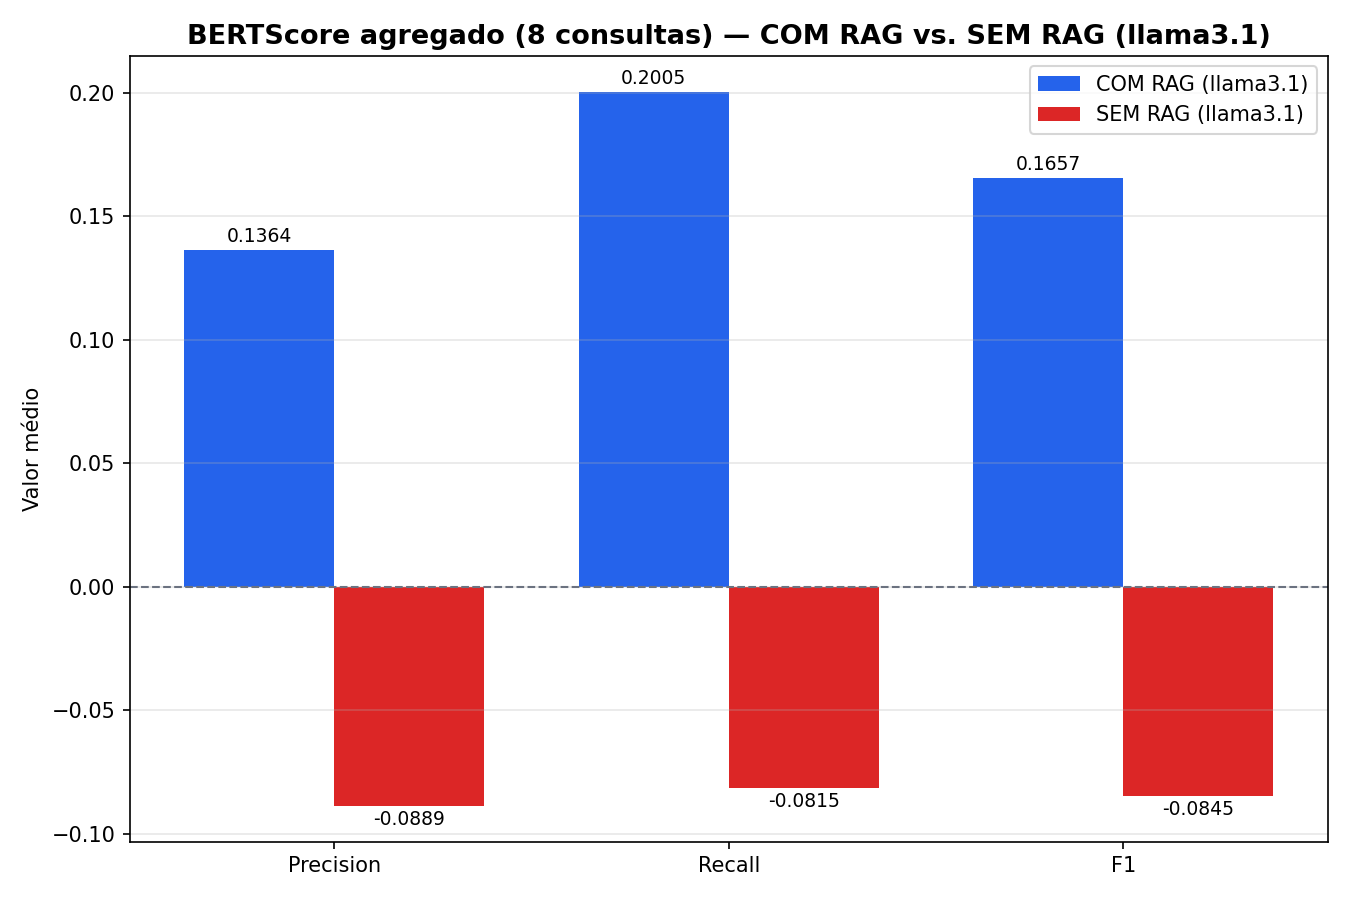 BERTScore agregado (8 consultas) — COM RAG vs. SEM RAG (llama3.1)
COM RAG (llama3.1)
SEM RAG (llama3.1)
Valor médio
0.20
0.15
0.10
0.05
0.00
−0.05
−0.10
0.1364
0.2005
0.1657
-0.0889
-0.0815
-0.0845
Precision
Recall
F1